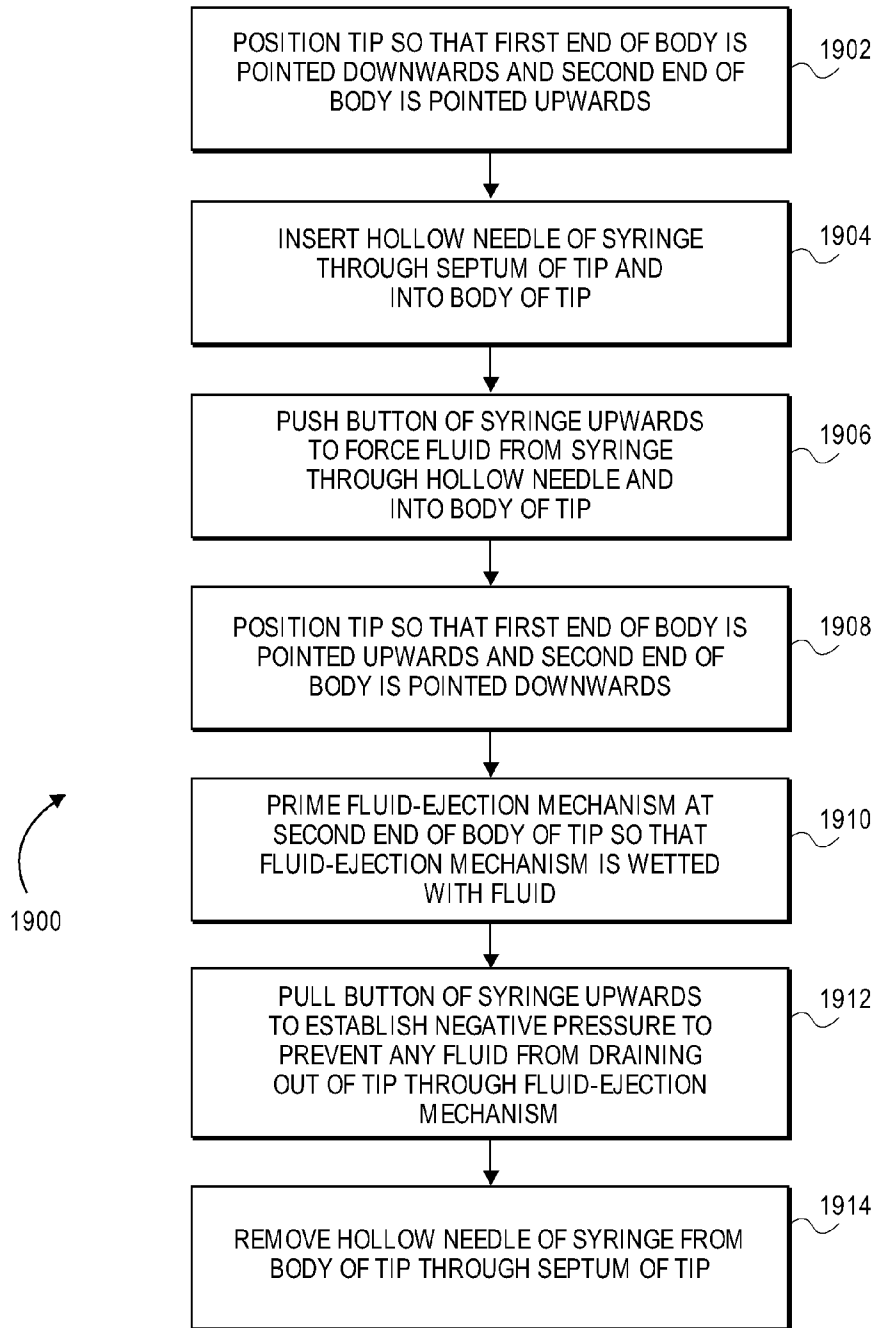 POSITION TIP SO THAT FIRST END OF BODY IS
POINTED DOWNWARDS AND SECOND END OF
BODY IS POINTED UPWARDS
1902
INSERT HOLLOW NEEDLE OF SYRINGE
THROUGH SEPTUM OF TIP AND
INTO BODY OF TIP
1904
PUSH BUTTON OF SYRINGE UPWARDS
TO FORCE FLUID FROM SYRINGE
THROUGH HOLLOW NEEDLE AND
INTO BODY OF TIP
1906
POSITION TIP SO THAT FIRST END OF BODY IS
POINTED UPWARDS AND SECOND END OF
BODY IS POINTED DOWNWARDS
1908
PRIME FLUID-EJECTION MECHANISM AT
SECOND END OF BODY OF TIP SO THAT
FLUID-EJECTION MECHANISM IS WETTED
WITH FLUID
1910
1900
PULL BUTTON OF SYRINGE UPWARDS
TO ESTABLISH NEGATIVE PRESSURE TO
PREVENT ANY FLUID FROM DRAINING
OUT OF TIP THROUGH FLUID-EJECTION
MECHANISM
1912
REMOVE HOLLOW NEEDLE OF SYRINGE FROM
BODY OF TIP THROUGH SEPTUM OF TIP
1914